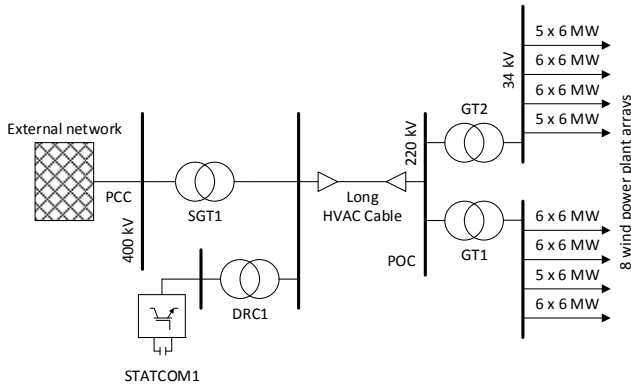 External network
PCC
400 kV
SGT1
DRC1
STATCOM1
Long
HVAC Cable
220 kV
POC
GT2
GT1
34 kV
5 x 6 MW
6 x 6 MW
6 x 6 MW
5 x 6 MW
6 x 6 MW
6 x 6 MW
5 x 6 MW
6 x 6 MW
8 wind power plant arrays